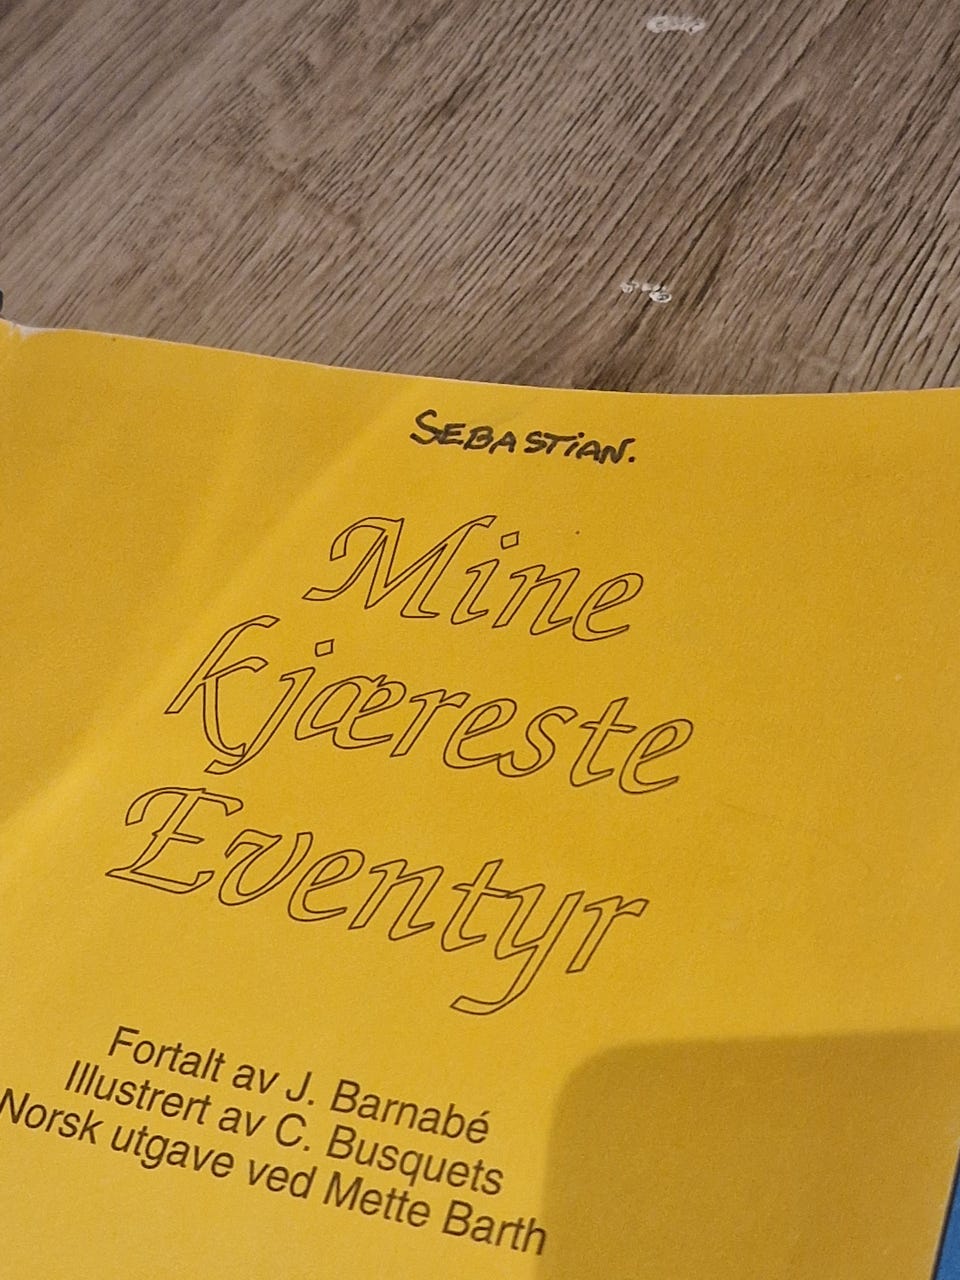 SEBASTiAN.
Mine
kjæreste
Eventyr
Fortalt av J. Barnabé
Illustrert av C. Busquets
Norsk utgave ved Mette Barth